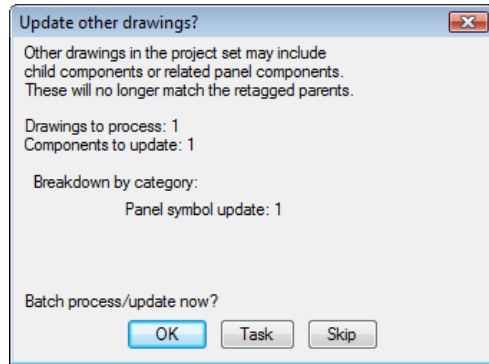 Update other drawings?
Other drawings in the project set may include
child components or related panel components.
These will no longer match the retagged parents.
Drawings to process: 1
Components to update: 1
Breakdown by category:
Panel symbol update: 1
Batch process/update now?
OK Task Skip